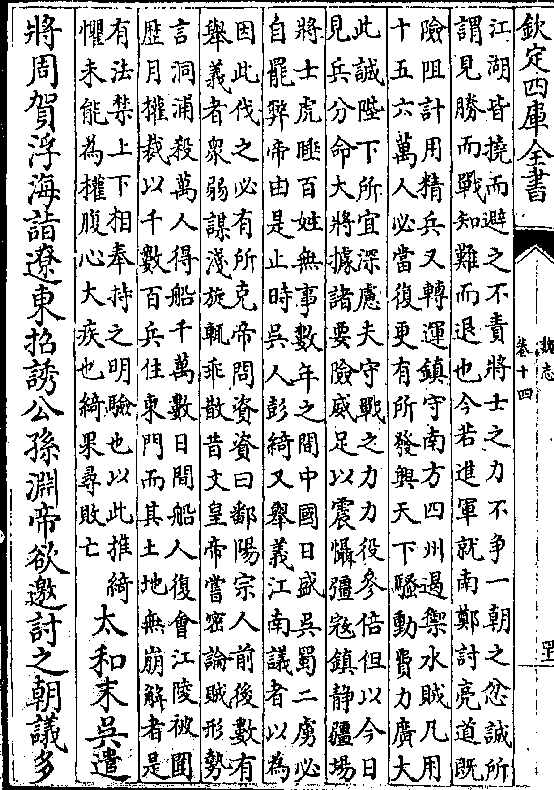 欽定四庫全書
魏志
卷十四
江湖皆撓而避之不責將士之力不爭一朝之忿誠所
謂見勝而戰知難而退也今若進軍就南鄭討亮道既
險阻計用精兵又轉運鎮守南方四州遏禦水賊凡用
十五六萬人必當復更有所發興天下騷動費力廣大
此誠陛下所宜深慮夫守戰之力力役參倍但以今日
見兵分命大將據諸要險威足以震懾彊寇鎮静疆場
將士虎睡百姓無事數年之間中國日盛吳蜀二虜必
自罷弊帝由是止時吳人彭綺又舉義江南議者以為
因此伐之必有所克帝問資資曰鄱陽宗人前後數有
舉義者衆弱謀淺旋輒乖散昔文皇帝嘗密論賊形勢
言洞浦殺萬人得船千萬數日間船人復會江陵被圍
歷月權裁以千數百兵住東門而其土地無崩解者是
有法禁上下相奉持之明驗也以此推綺
懼未能為權腹心大疾也綺果尋敗亡
太和末吳遣
將周賀浮海詣遼東招誘公孫淵帝欲邀討之朝議多